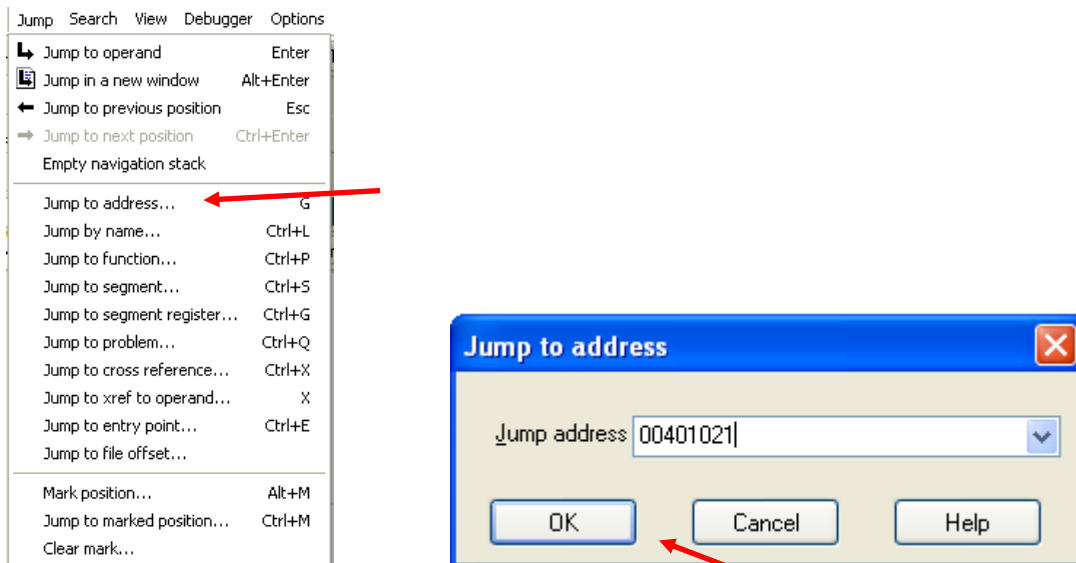 Jump Search View Debugger Options
Jump to operand Enter
Jump in a new window Alt+Enter
Jump to previous position Esc
Jump to next position Ctrl+Enter
Empty navigation stack
Jump to address... G
Jump by name... Ctrl+L
Jump to function... Ctrl+P
Jump to segment... Ctrl+S
Jump to segment register... Ctrl+G
Jump to problem... Ctrl+Q
Jump to cross reference... Ctrl+X
Jump to xref to operand... X
Jump to entry point... Ctrl+E
Jump to file offset...
Mark position... Alt+M
Jump to marked position... Ctrl+M
Clear mark...
Jump to address
Jump address 00401021
OK Cancel Help